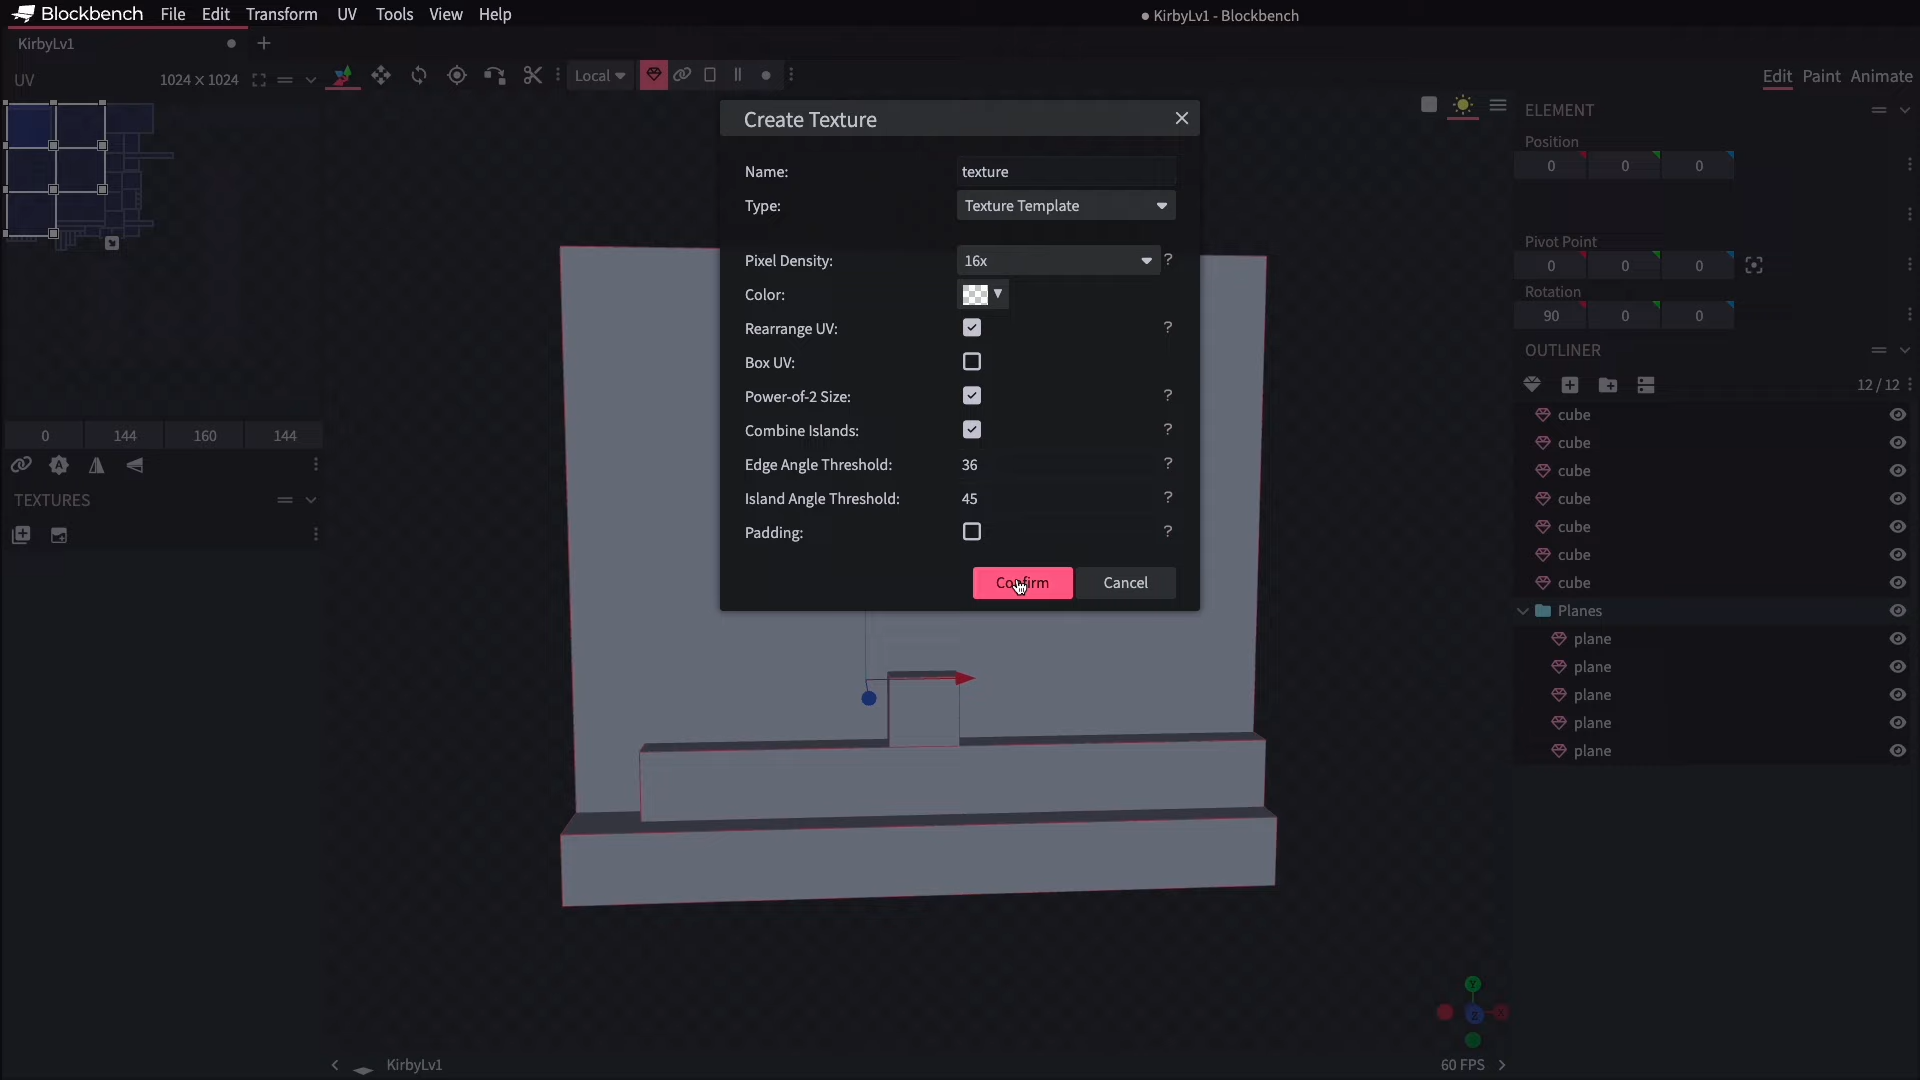 Blockbench File Edit Transform UV Tools View Help
KirbyLv1 - Blockbench
KirbyLv1
UV 1024 × 1024
Local
Edit Paint Animate
Create Texture
Name: texture
Type: Texture Template
Pixel Density: 16x ?
Color:
Rearrange UV: ?
Box UV:
Power-of-2 Size: ?
Combine Islands: ?
Edge Angle Threshold: 36 ?
Island Angle Threshold: 45 ?
Padding: ?
Confirm Cancel
0 144 160 144
TEXTURES
ELEMENT
Position
0 0 0
Pivot Point
0 0 0
Rotation
90 0 0
OUTLINER
12 / 12
cube
cube
cube
cube
cube
cube
cube
Planes
plane
plane
plane
plane
plane
Y
Z X
KirbyLv1
60 FPS